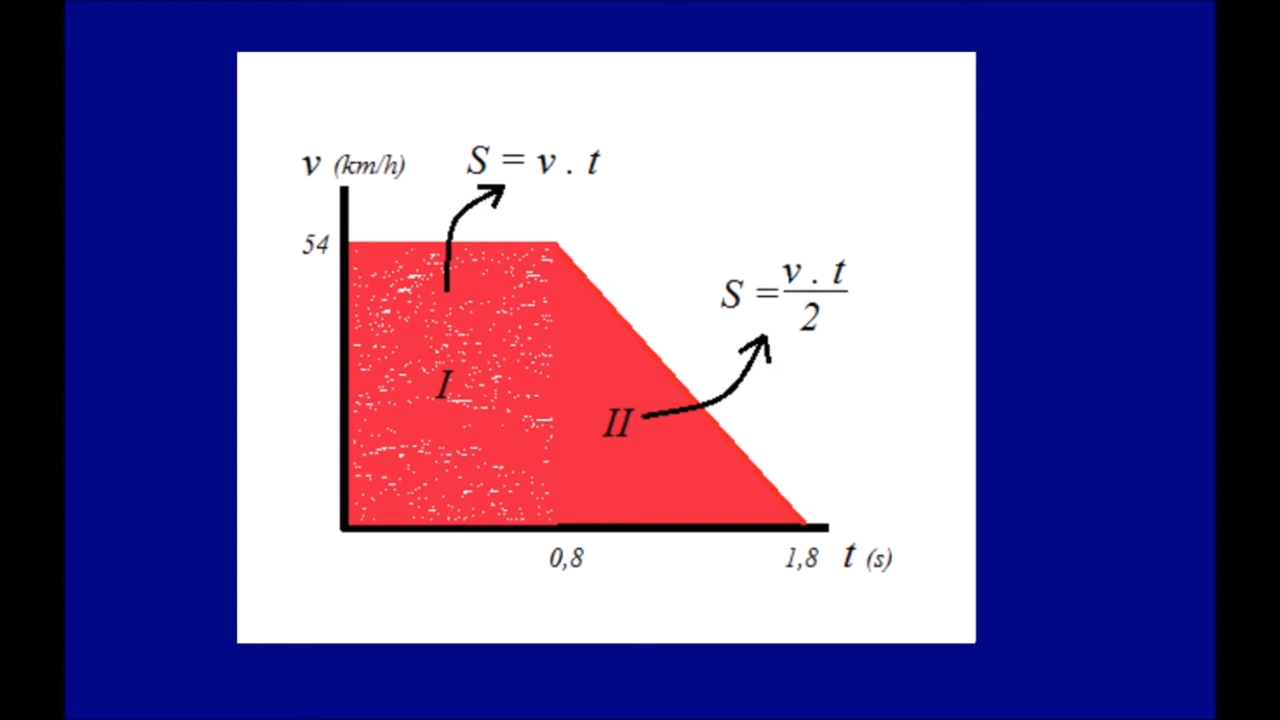 v (km/h)
S = v . t
54
S = v . t / 2
I
II
0,8
1,8
t (s)